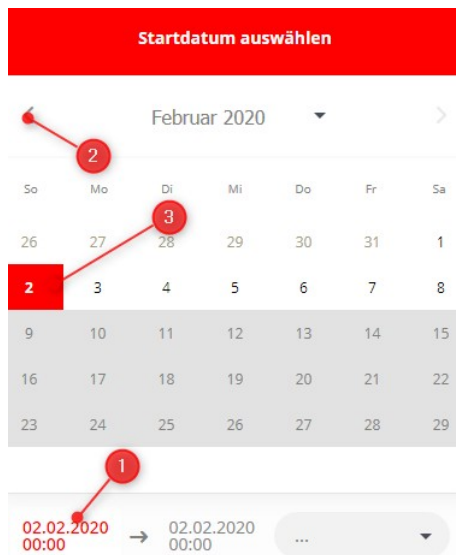 Startdatum auswählen
Februar 2020
2
So Mo Di Mi Do Fr Sa
3
26 27 28 29 30 31 1
2 3 4 5 6 7 8
9 10 11 12 13 14 15
16 17 18 19 20 21 22
23 24 25 26 27 28 29
1
02.02.2020 → 02.02.2020 ...
00:00 00:00